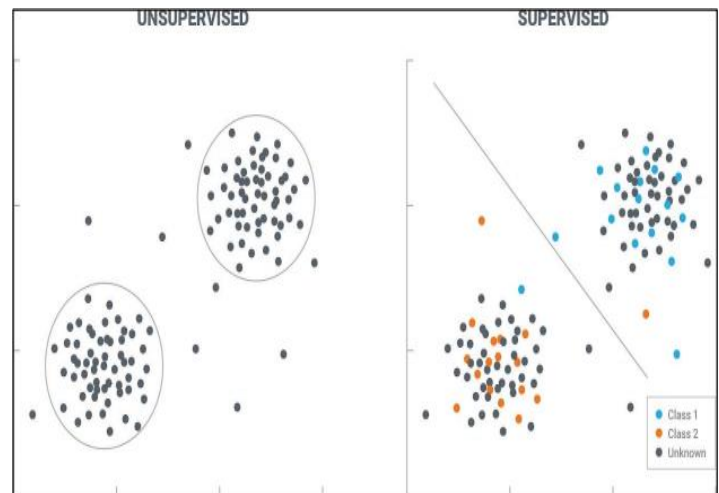 UNSUPERVISED
SUPERVISED
Class 1
Class 2
Unknown